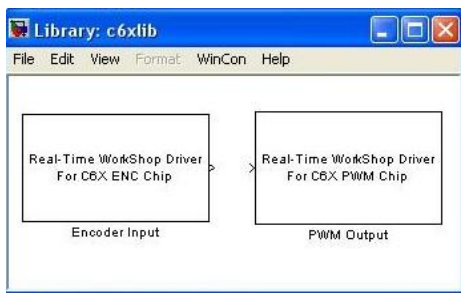 Library: c6xlib
File Edit View Format WinCon Help
Real-Time WorkShop Driver
For C6X ENC Chip
Encoder Input
Real-Time WorkShop Driver
For C6X PWM Chip
PWM Output